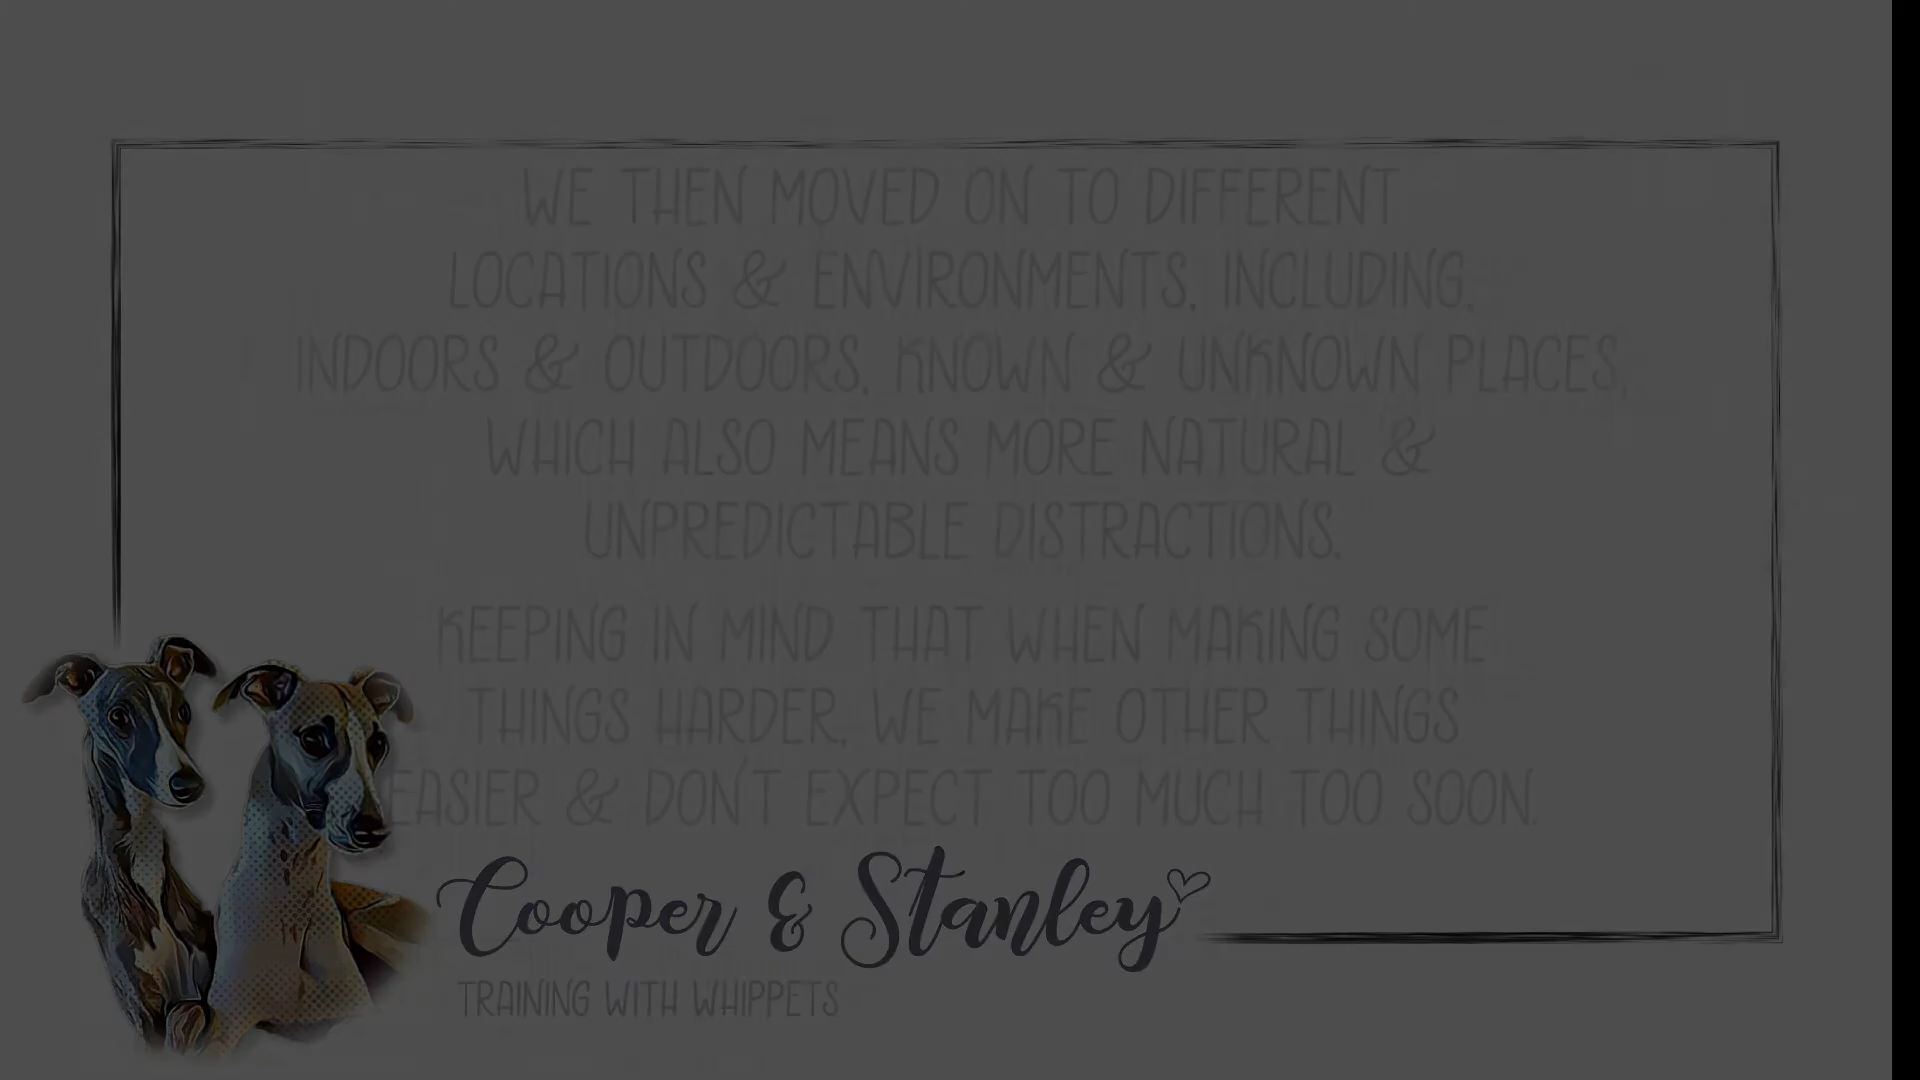 WE THEN MOVED ON TO DIFFERENT
LOCATIONS & ENVIRONMENTS, INCLUDING,
INDOORS & OUTDOORS, KNOWN & UNKNOWN PLACES,
WHICH ALSO MEANS MORE NATURAL &
UNPREDICTABLE DISTRACTIONS.
KEEPING IN MIND THAT WHEN MAKING SOME
THINGS HARDER, WE MAKE OTHER THINGS
EASIER & DON'T EXPECT TOO MUCH TOO SOON.
Cooper & Stanley
TRAINING WITH WHIPPETS